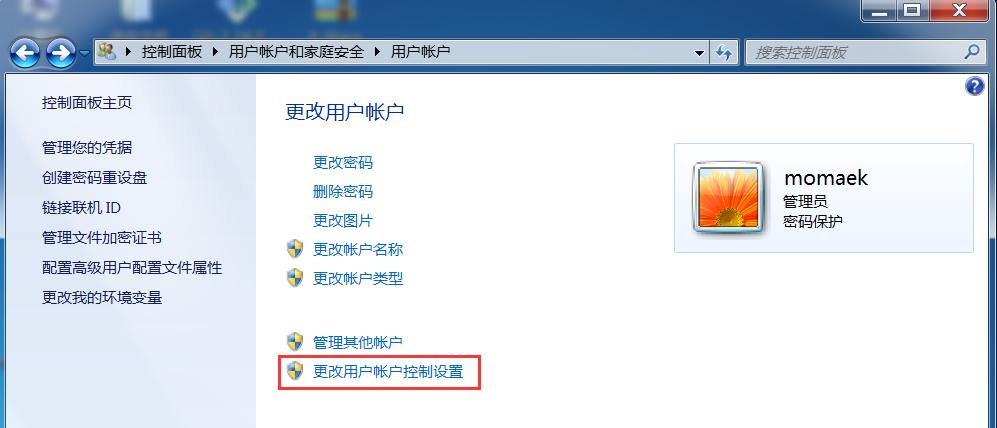 控制面板 用户帐户和家庭安全 用户帐户
搜索控制面板
控制面板主页
管理您的凭据
创建密码重设盘
链接联机 ID
管理文件加密证书
配置高级用户配置文件属性
更改我的环境变量
更改用户帐户
更改密码
删除密码
更改图片
更改帐户名称
更改帐户类型
管理其他帐户
更改用户帐户控制设置
momaek
管理员
密码保护